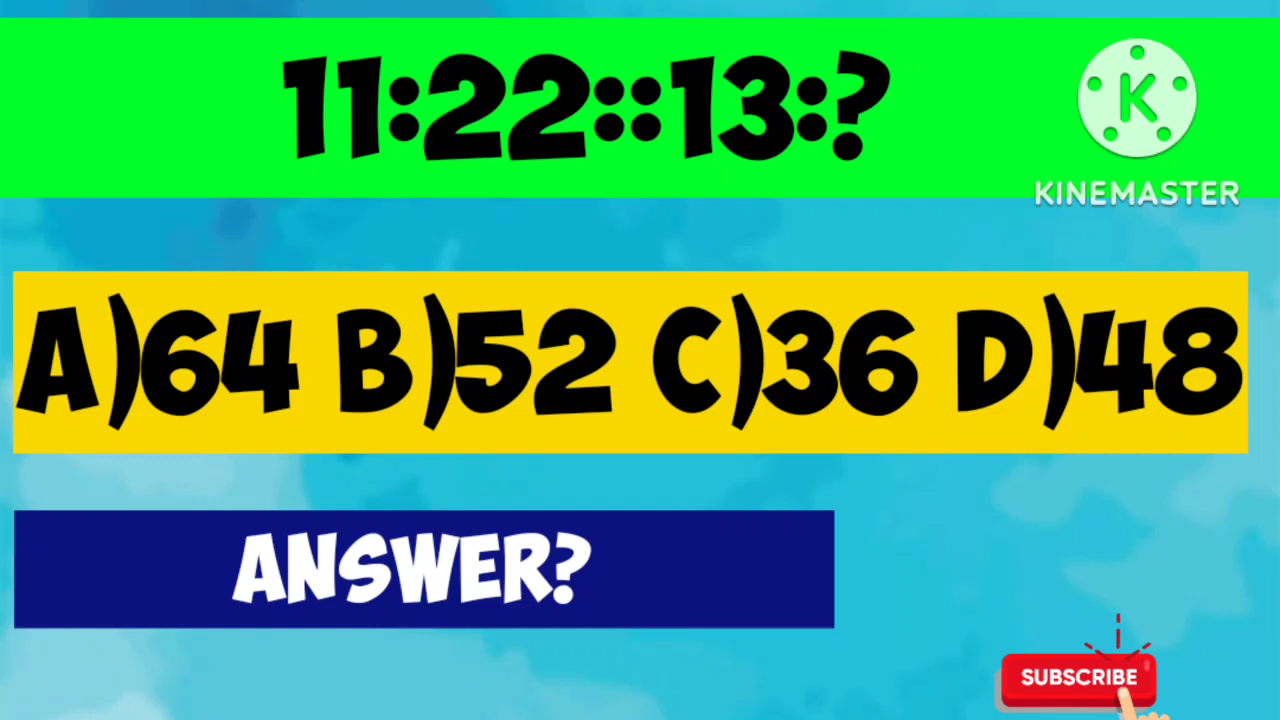 11:22::13:?
KINEMASTER
A)64 B)52 C)36 D)48
ANSWER?
SUBSCRIBE